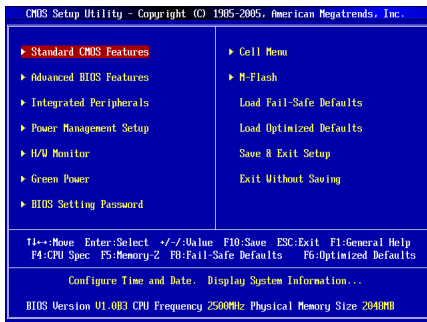 CMOS Setup Utility - Copyright (C) 1985-2005, American Megatrends, Inc.
Standard CMOS Features
Advanced BIOS Features
Integrated Peripherals
Power Management Setup
H/W Monitor
Green Power
BIOS Setting Password
Cell Menu
M-Flash
Load Fail-Safe Defaults
Load Optimized Defaults
Save & Exit Setup
Exit Without Saving
↑↓←→:Move Enter:Select +/-/:Value F10:Save ESC:Exit F1:General Help
F4:CPU Spec F5:Memory-Z F8:Fail-Safe Defaults F6:Optimized Defaults
Configure Time and Date. Display System Information...
BIOS Version V1.0B3 CPU Frequency 2500MHz Physical Memory Size 2048MB